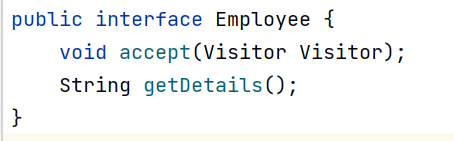 public interface Employee {
    void accept(Visitor Visitor);
    String getDetails();
}